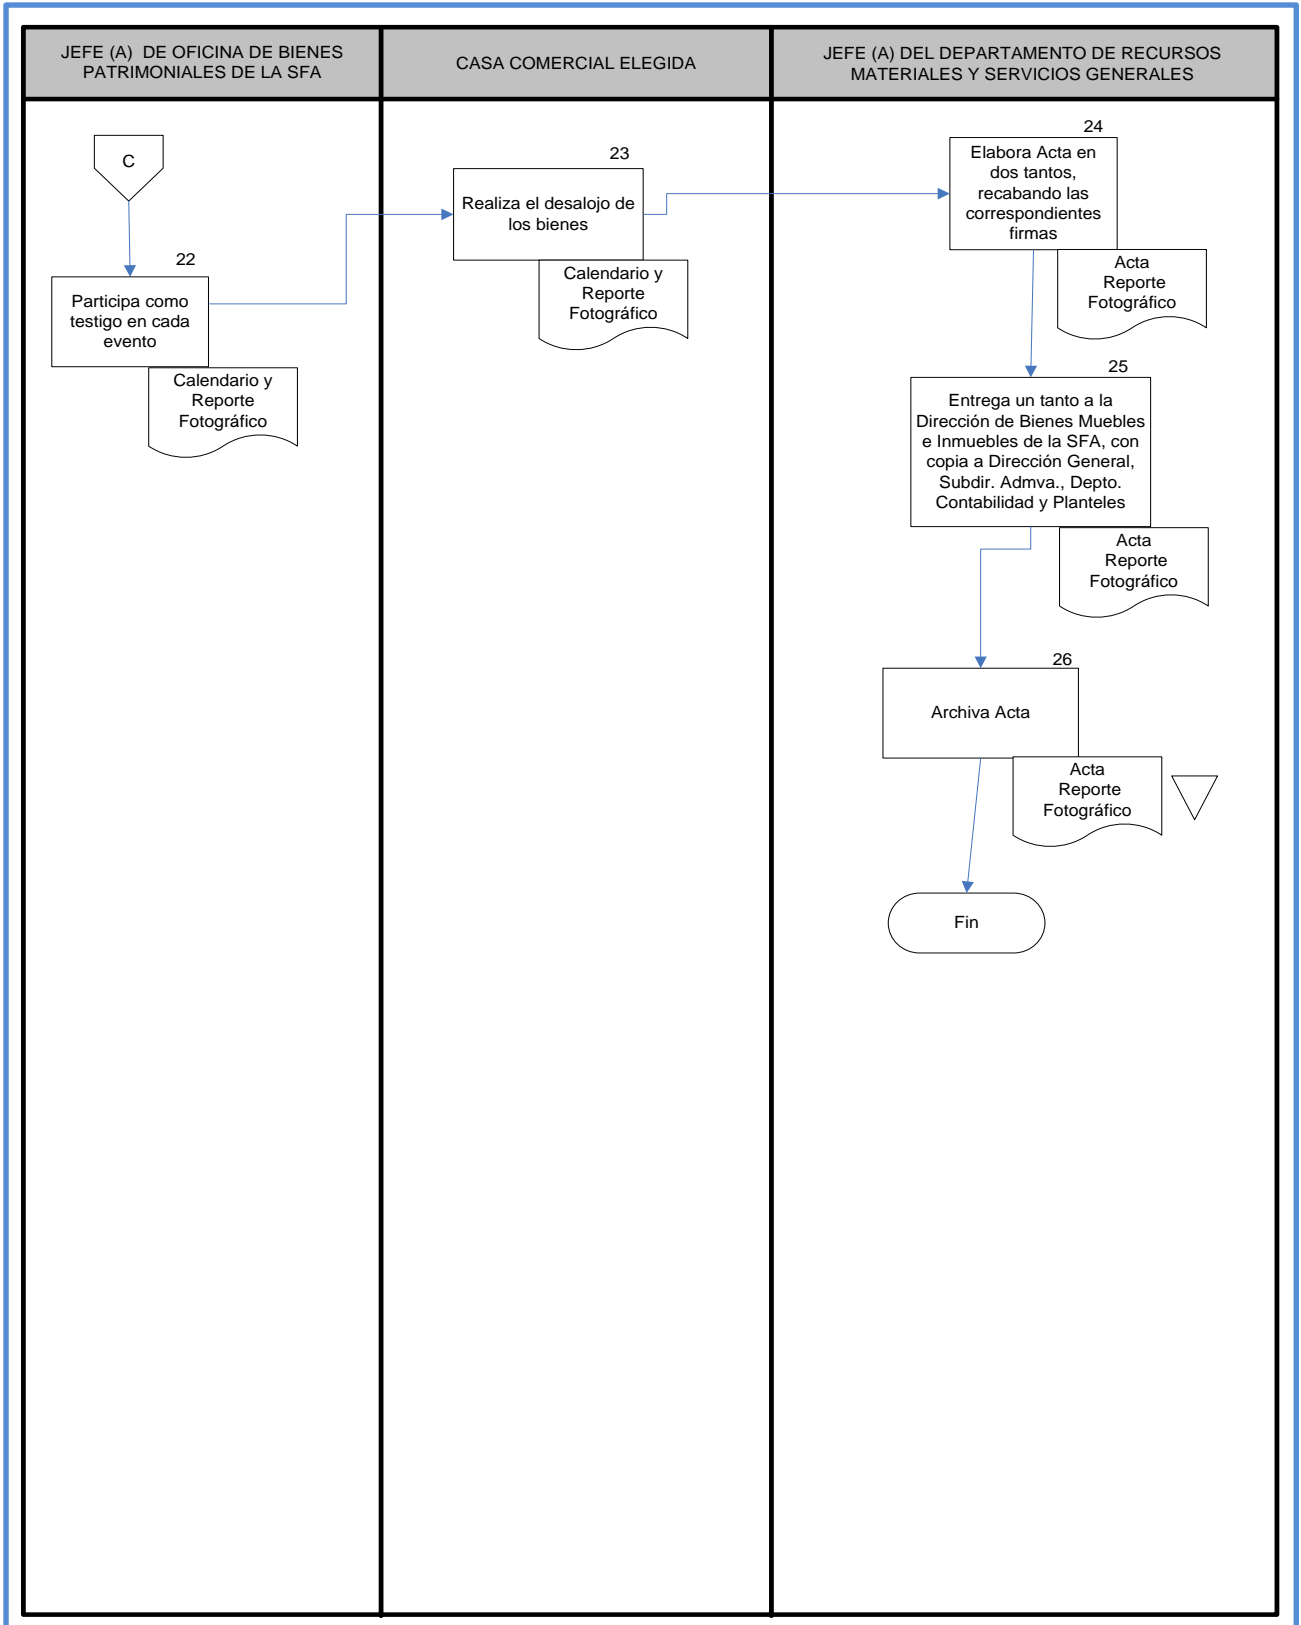 JEFE (A) DE OFICINA DE BIENES
PATRIMONIALES DE LA SFA
CASA COMERCIAL ELEGIDA
JEFE (A) DEL DEPARTAMENTO DE RECURSOS
MATERIALES Y SERVICIOS GENERALES
C
22
Participa como
testigo en cada
evento
Calendario y
Reporte
Fotográfico
23
Realiza el desalojo de
los bienes
Calendario y
Reporte
Fotográfico
24
Elabora Acta en
dos tantos,
recabando las
correspondientes
firmas
Acta
Reporte
Fotográfico
25
Entrega un tanto a la
Dirección de Bienes Muebles
e Inmuebles de la SFA, con
copia a Dirección General,
Subdir. Admva., Depto.
Contabilidad y Planteles
Acta
Reporte
Fotográfico
26
Archiva Acta
Acta
Reporte
Fotográfico
Fin